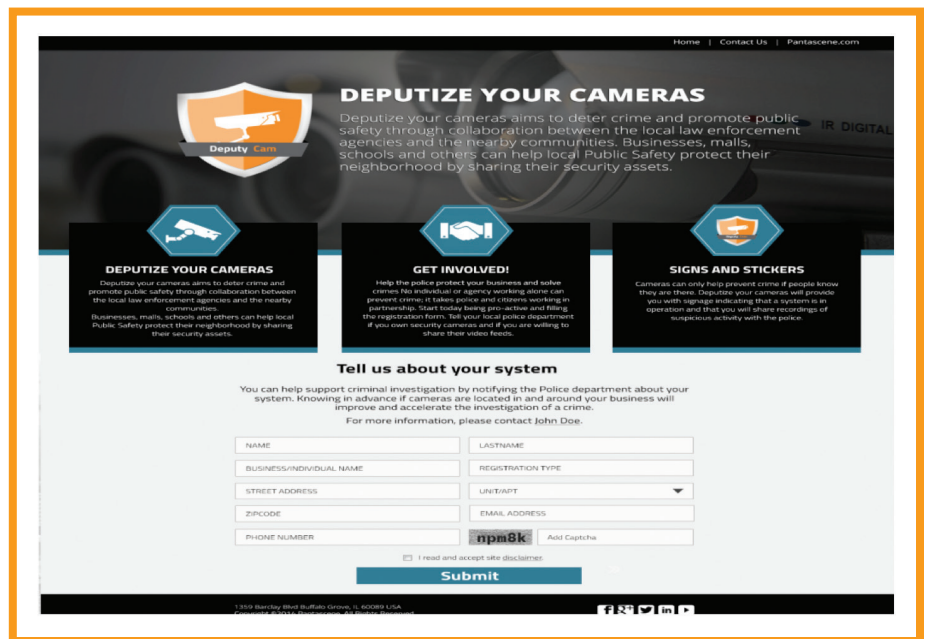 Home | Contact Us | Pantascene.com
DEPUTIZE YOUR CAMERAS
Deputize your cameras aims to deter crime and promote public
safety through collaboration between the local law enforcement
agencies and the nearby communities. Businesses, malls,
schools and others can help local Public Safety protect their
neighborhood by sharing their security assets.
Deputy Cam
IR DIGITAL
DEPUTIZE YOUR CAMERAS
Deputize your cameras aims to deter crime and
promote public safety through collaboration between
the local law enforcement agencies and the nearby
communities.
Businesses, malls, schools and others can help local
Public Safety protect their neighborhood by sharing
their security assets.
GET INVOLVED!
Help the police protect your business and solve
crimes No individual or agency working alone can
prevent crime; it takes police and citizens working in
partnership. Start today being pro-active and filling
the registration form. Tell your local police department
if you own security cameras and if you are willing to
share their video feeds.
Deputy Cam
SIGNS AND STICKERS
Cameras can only help prevent crime if people know
they are there. Deputize your cameras will provide
you with signage indicating that a system is in
operation and that you will share recordings of
suspicious activity with the police.
Tell us about your system
You can help support criminal investigation by notifying the Police department about your
system. Knowing in advance if cameras are located in and around your business will
improve and accelerate the investigation of a crime.
For more information, please contact John Doe.
NAME
LASTNAME
BUSINESS/INDIVIDUAL NAME
REGISTRATION TYPE
STREET ADDRESS
UNIT/APT
ZIPCODE
EMAIL ADDRESS
PHONE NUMBER
npm8k
Add Captcha
I read and accept site disclaimer.
Submit
1359 Barclay Blvd Buffalo Grove, IL 60089 USA
Copyright ©2016 Pantascene. All Rights Reserved